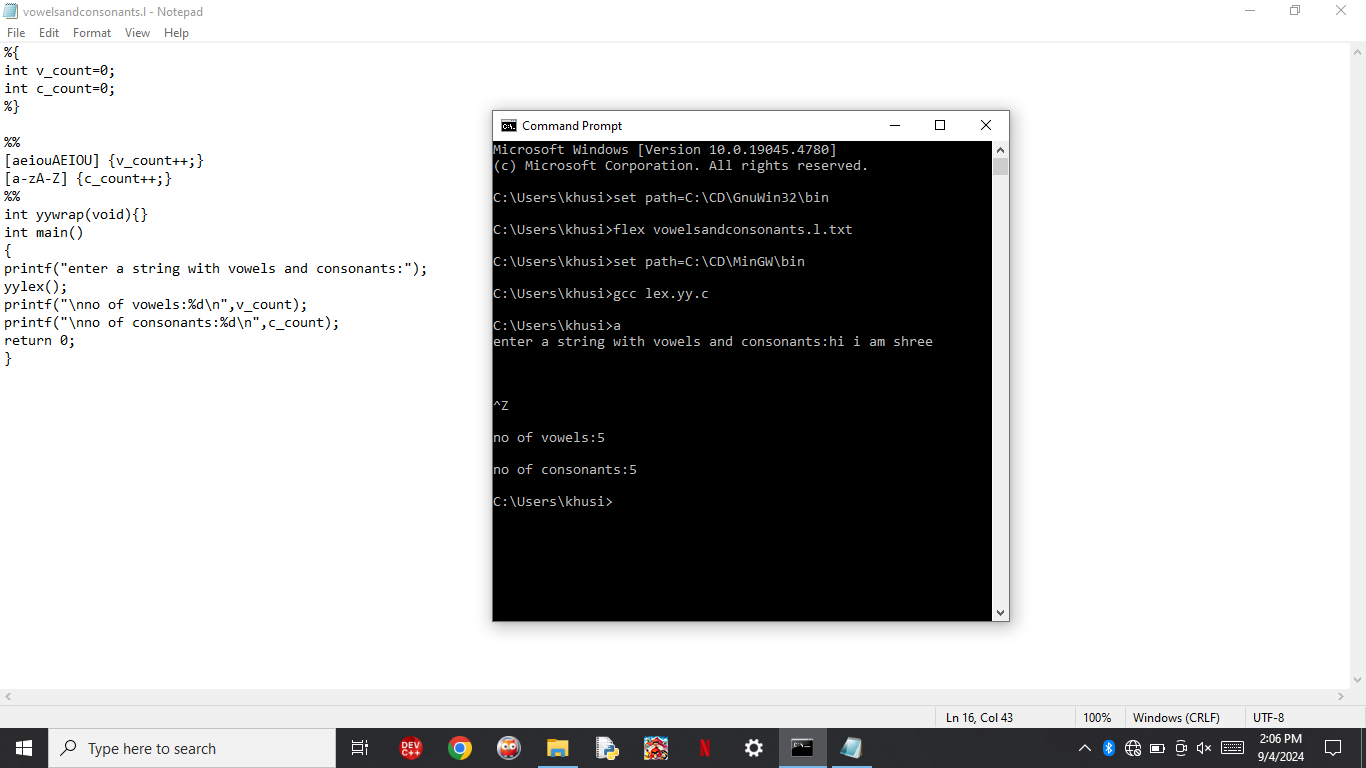 vowelsandconsonants.l - Notepad
File Edit Format View Help
%{
int v_count=0;
int c_count=0;
%}
%%
[aeiouAEIOU] {v_count++;}
[a-zA-Z] {c_count++;}
%%
int yywrap(void){}
int main()
{
printf("enter a string with vowels and consonants:");
yylex();
printf("\nno of vowels:%d\n",v_count);
printf("\nno of consonants:%d\n",c_count);
return 0;
}
Command Prompt
Microsoft Windows [Version 10.0.19045.4780]
(c) Microsoft Corporation. All rights reserved.
C:\Users\khusi>set path=C:\CD\GnuWin32\bin
C:\Users\khusi>flex vowelsandconsonants.l.txt
C:\Users\khusi>set path=C:\CD\MinGW\bin
C:\Users\khusi>gcc lex.yy.c
C:\Users\khusi>a
enter a string with vowels and consonants:hi i am shree
^Z
no of vowels:5
no of consonants:5
C:\Users\khusi>
Ln 16, Col 43 100% Windows (CRLF) UTF-8
Type here to search
DEV
C++
N
2:06 PM
9/4/2024